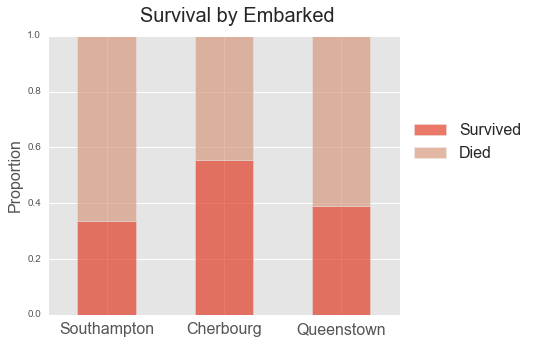 Survival by Embarked
1.0
0.8
0.6
0.4
0.2
0.0
Proportion
Southampton Cherbourg Queenstown
Survived
Died